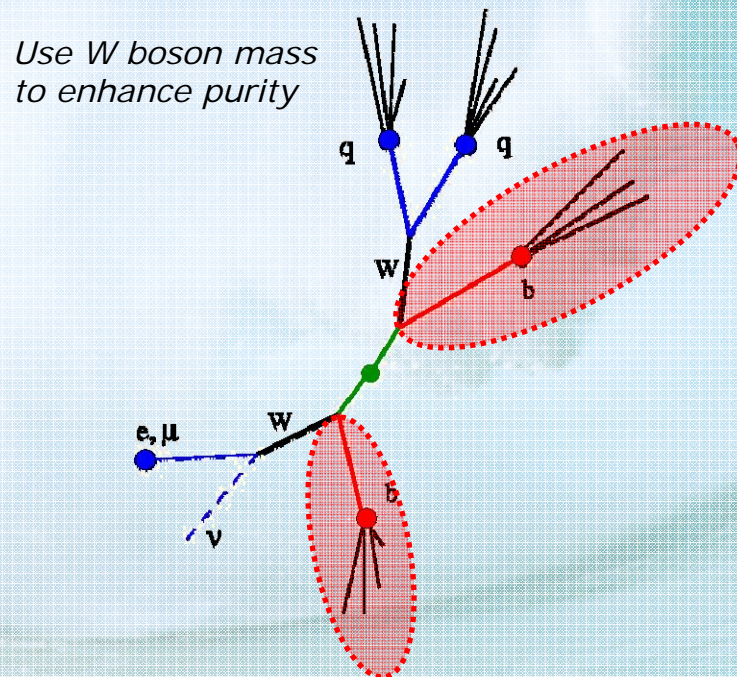 Use W boson mass
to enhance purity
q
q
W
b
W
e, μ
b
ν